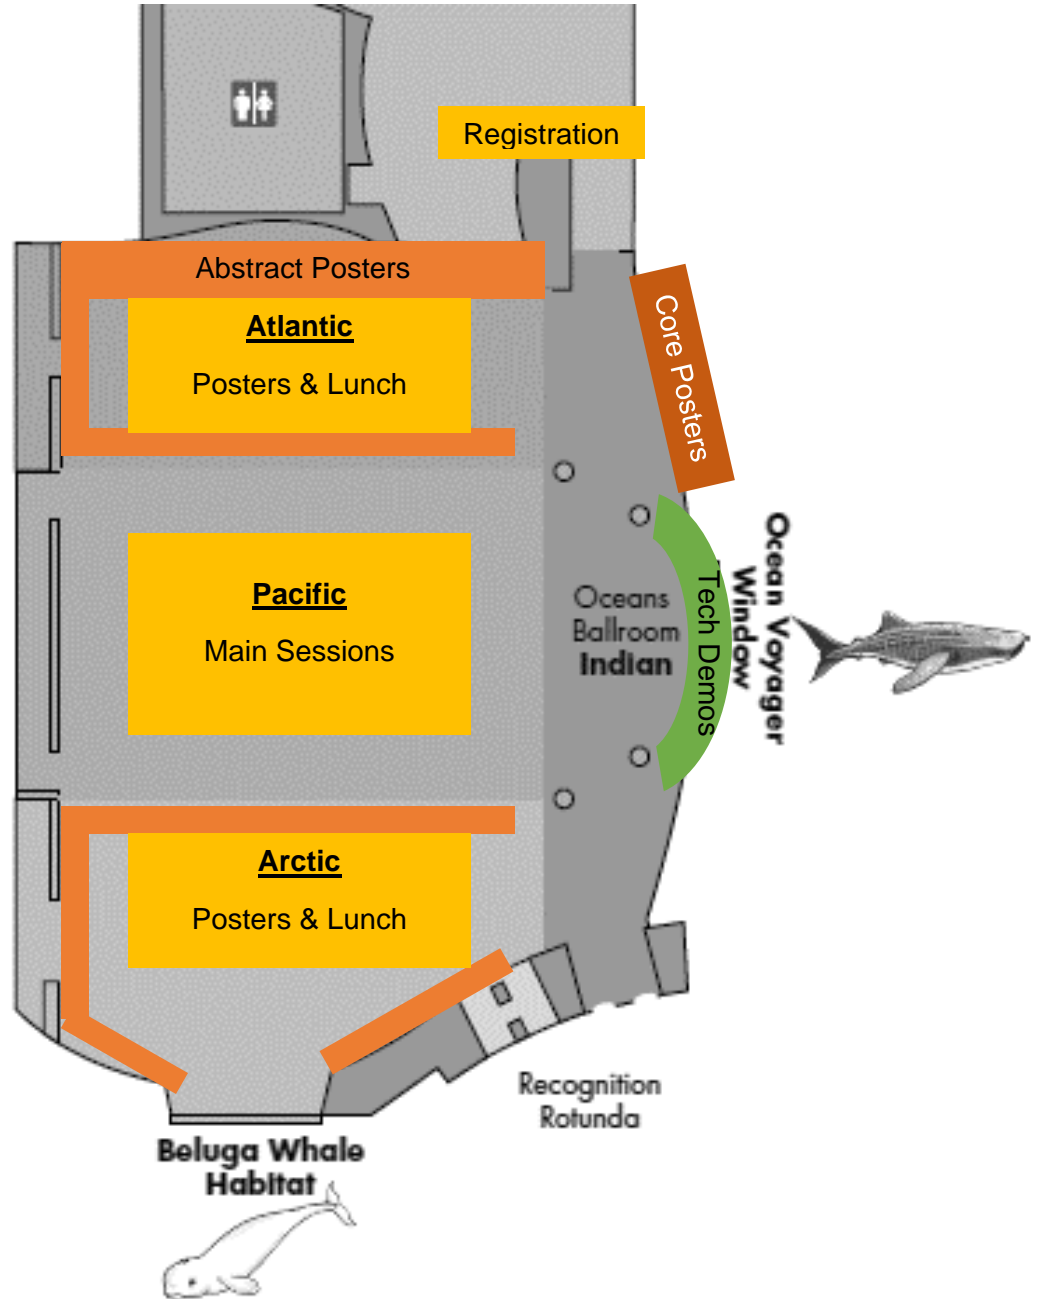 Registration
Abstract Posters
Atlantic
Posters & Lunch
Core Posters
Pacific
Main Sessions
Oceans
Ballroom
Indian
Tech Demos
Ocean Voyager
Window
Arctic
Posters & Lunch
Recognition
Rotunda
Beluga Whale
Habitat